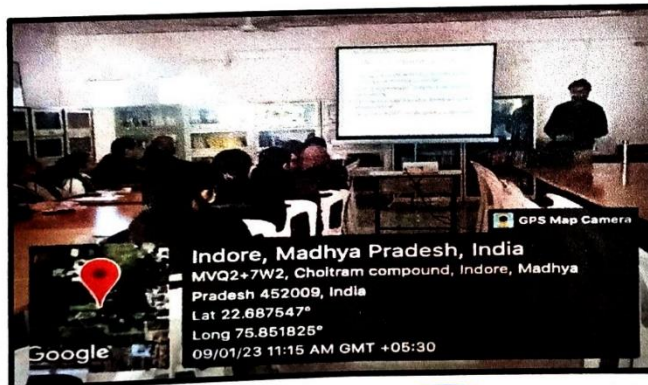 GPS Map Camera
Indore, Madhya Pradesh, India
MVQ2+7W2, Choitram compound, Indore, Madhya
Pradesh 452009, India
Lat 22.687547°
Long 75.851825°
09/01/23 11:15 AM GMT +05:30
Google